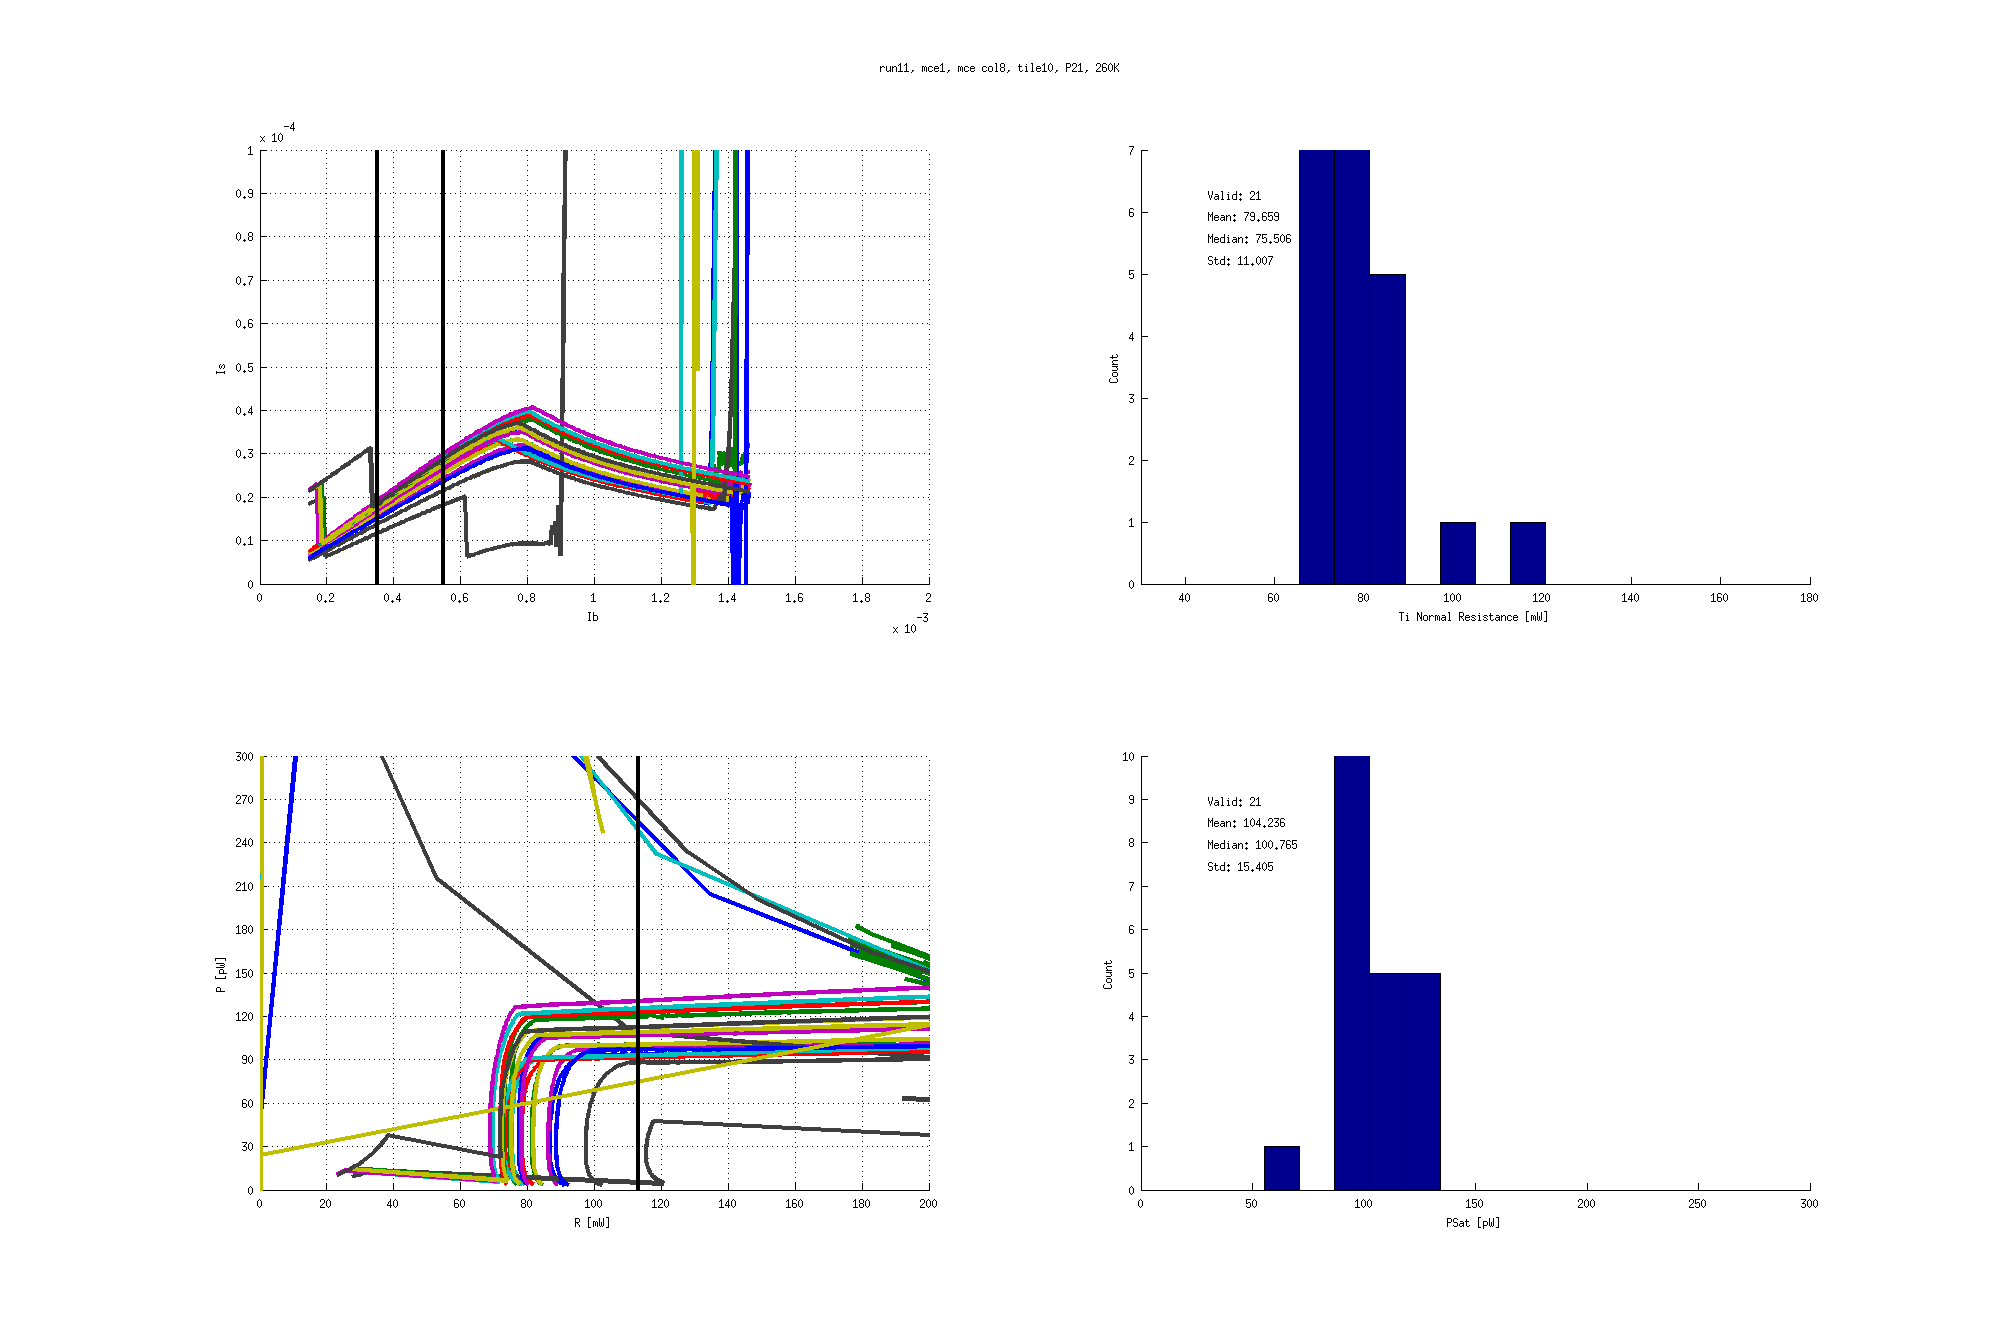 run11, mce1, mce col8, tile10, P21, 260K
x 10
-4
1
0.9
0.8
0.7
0.6
0.5
0.4
0.3
0.2
0.1
0
Is
0 0.2 0.4 0.6 0.8 1 1.2 1.4 1.6 1.8 2
Ib
x 10
-3
7
6
5
4
3
2
1
0
Count
Valid: 21
Mean: 79.659
Median: 75.506
Std: 11.007
40 60 80 100 120 140 160 180
Ti Normal Resistance [mW]
300
270
240
210
180
150
120
90
60
30
0
P [pW]
0 20 40 60 80 100 120 140 160 180 200
R [mW]
10
9
8
7
6
5
4
3
2
1
0
Count
Valid: 21
Mean: 104.236
Median: 100.765
Std: 15.405
0 50 100 150 200 250 300
PSat [pW]